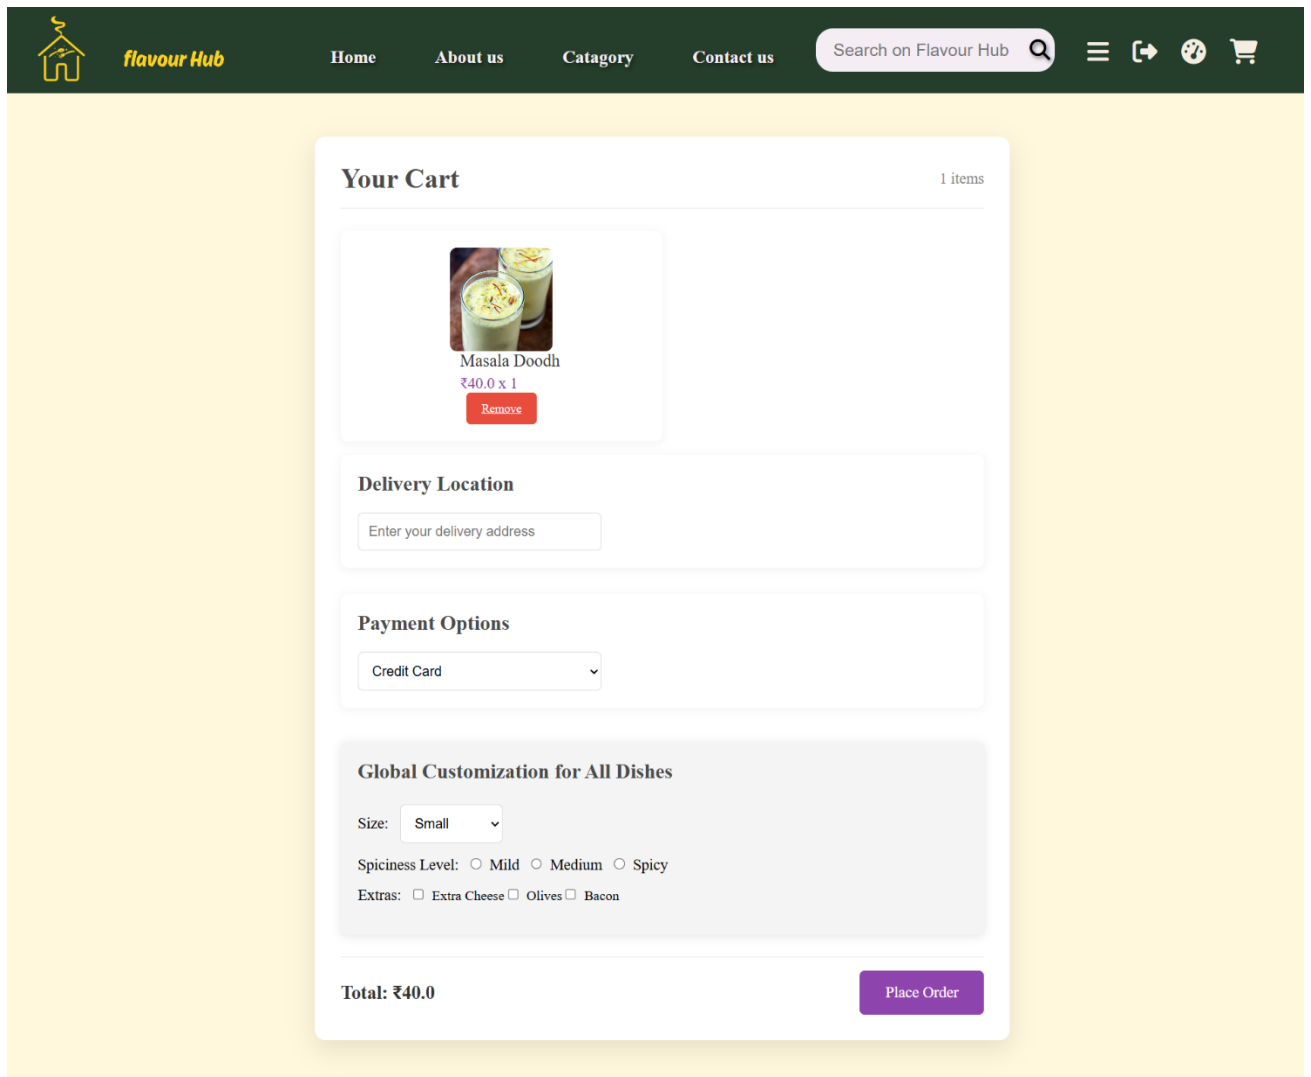 flavour Hub
Home About us Catagory Contact us Search on Flavour Hub
Your Cart 1 items
Masala Doodh
₹40.0 x 1
Remove
Delivery Location
Enter your delivery address
Payment Options
Credit Card
Global Customization for All Dishes
Size: Small
Spiciness Level: Mild Medium Spicy
Extras: Extra Cheese Olives Bacon
Total: ₹40.0 Place Order